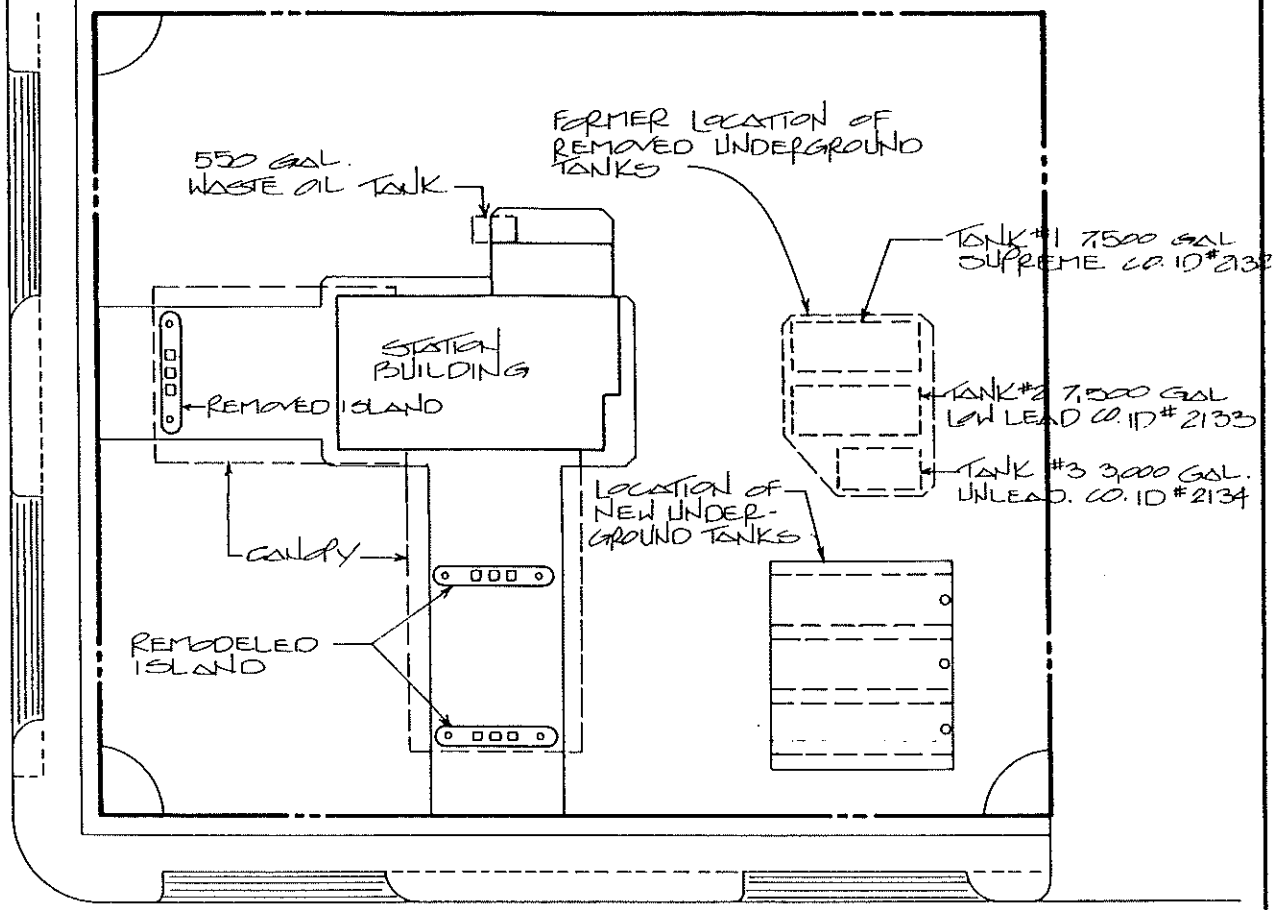 FORMER LOCATION OF
REMOVED UNDERGROUND
TANKS
550 GAL.
WASTE OIL TANK
TANK #1 7,500 GAL
SUPREME CO. ID #2132
STATION
BUILDING
REMOVED ISLAND
TANK #2 7,500 GAL
LOW LEAD CO. ID # 2133
TANK #3 3,000 GAL.
UNLEAD. CO. ID # 2134
LOCATION OF
NEW UNDER-
GROUND TANKS
CANOPY
REMODELED
ISLAND